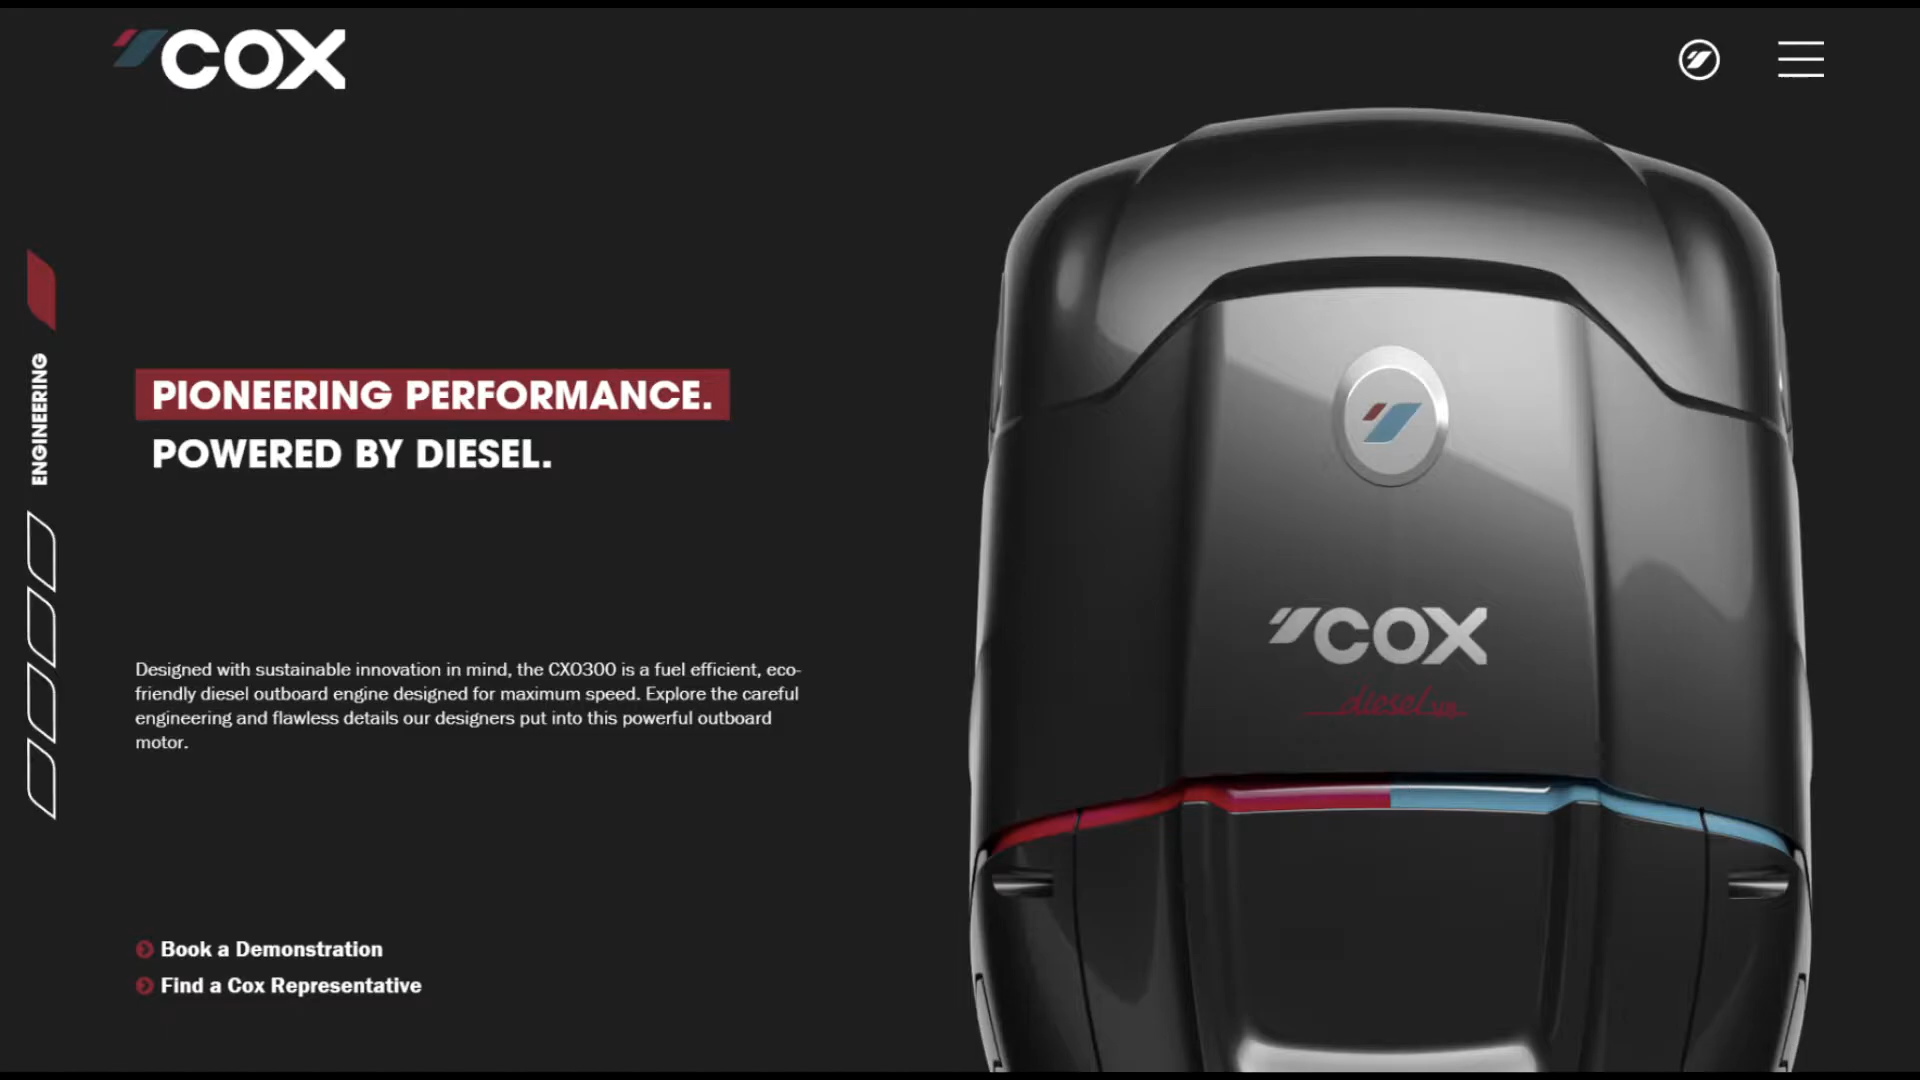 COX
ENGINEERING
PIONEERING PERFORMANCE.
POWERED BY DIESEL.
Designed with sustainable innovation in mind, the CXO300 is a fuel efficient, eco-
friendly diesel outboard engine designed for maximum speed. Explore the careful
engineering and flawless details our designers put into this powerful outboard
motor.
Book a Demonstration
Find a Cox Representative
COX
diesel V8